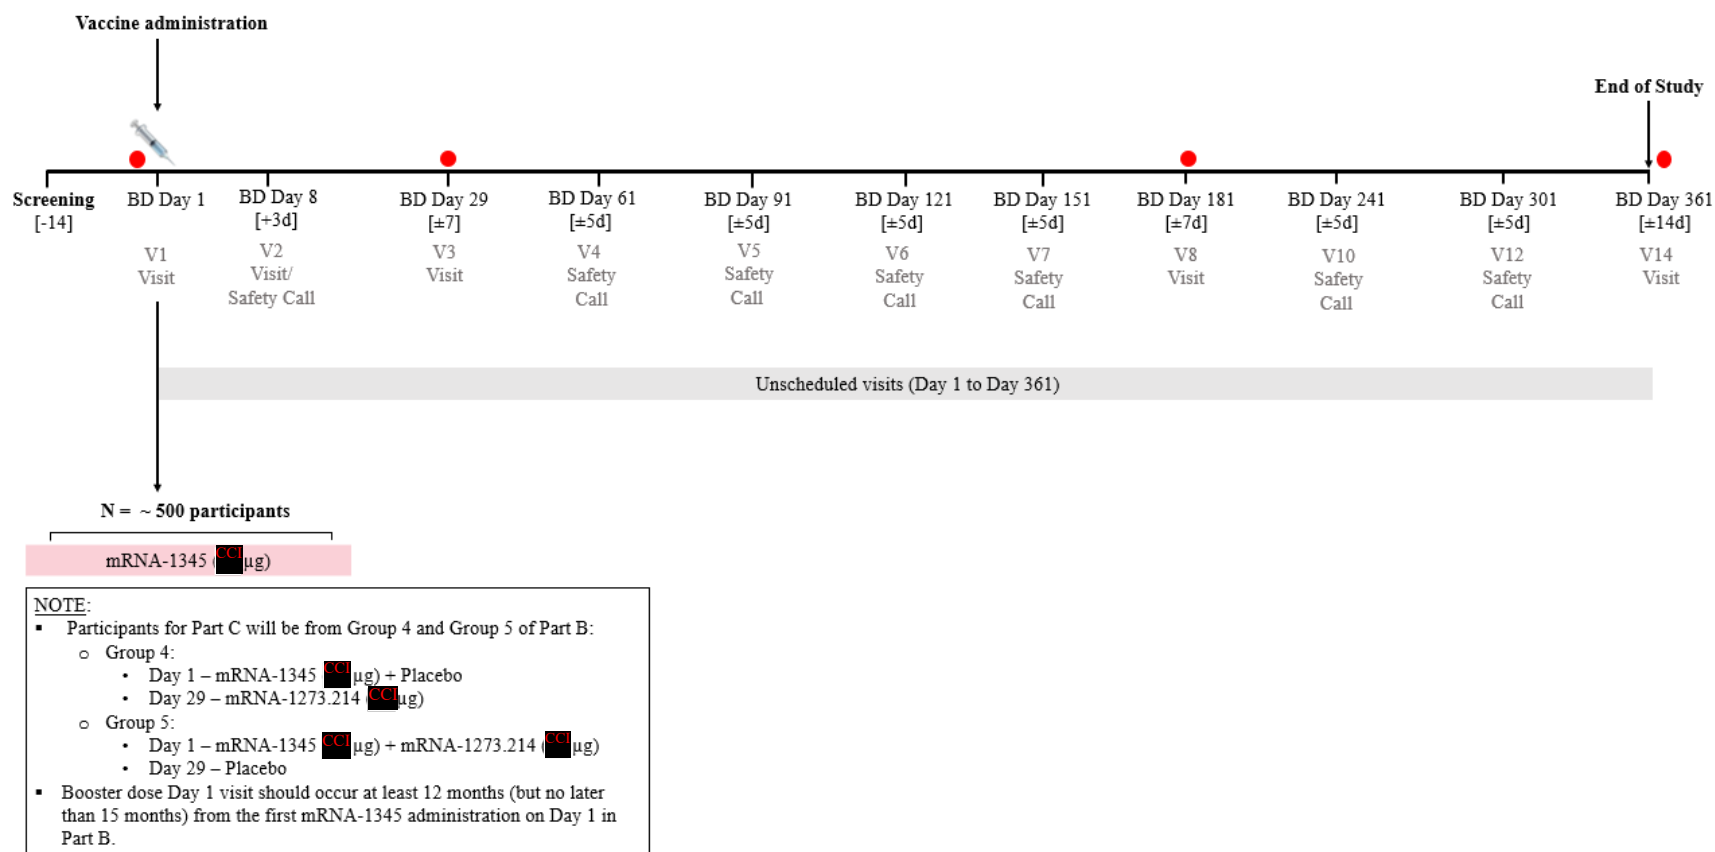 Vaccine administration
End of Study
Screening
[-14]
BD Day 1
BD Day 8
[+3d]
BD Day 29
[±7]
BD Day 61
[±5d]
BD Day 91
[±5d]
BD Day 121
[±5d]
BD Day 151
[±5d]
BD Day 181
[±7d]
BD Day 241
[±5d]
BD Day 301
[±5d]
BD Day 361
[±14d]
V1
Visit
V2
Visit/
Safety Call
V3
Visit
V4
Safety
Call
V5
Safety
Call
V6
Safety
Call
V7
Safety
Call
V8
Visit
V10
Safety
Call
V12
Safety
Call
V14
Visit
Unscheduled visits (Day 1 to Day 361)
N = ~ 500 participants
mRNA-1345 (CCI µg)
NOTE:
▪ Participants for Part C will be from Group 4 and Group 5 of Part B:
o Group 4:
• Day 1 – mRNA-1345 CCI µg) + Placebo
• Day 29 – mRNA-1273.214 (CCI µg)
o Group 5:
• Day 1 – mRNA-1345 CCI µg) + mRNA-1273.214 (CCI µg)
• Day 29 – Placebo
▪ Booster dose Day 1 visit should occur at least 12 months (but no later
than 15 months) from the first mRNA-1345 administration on Day 1 in
Part B.